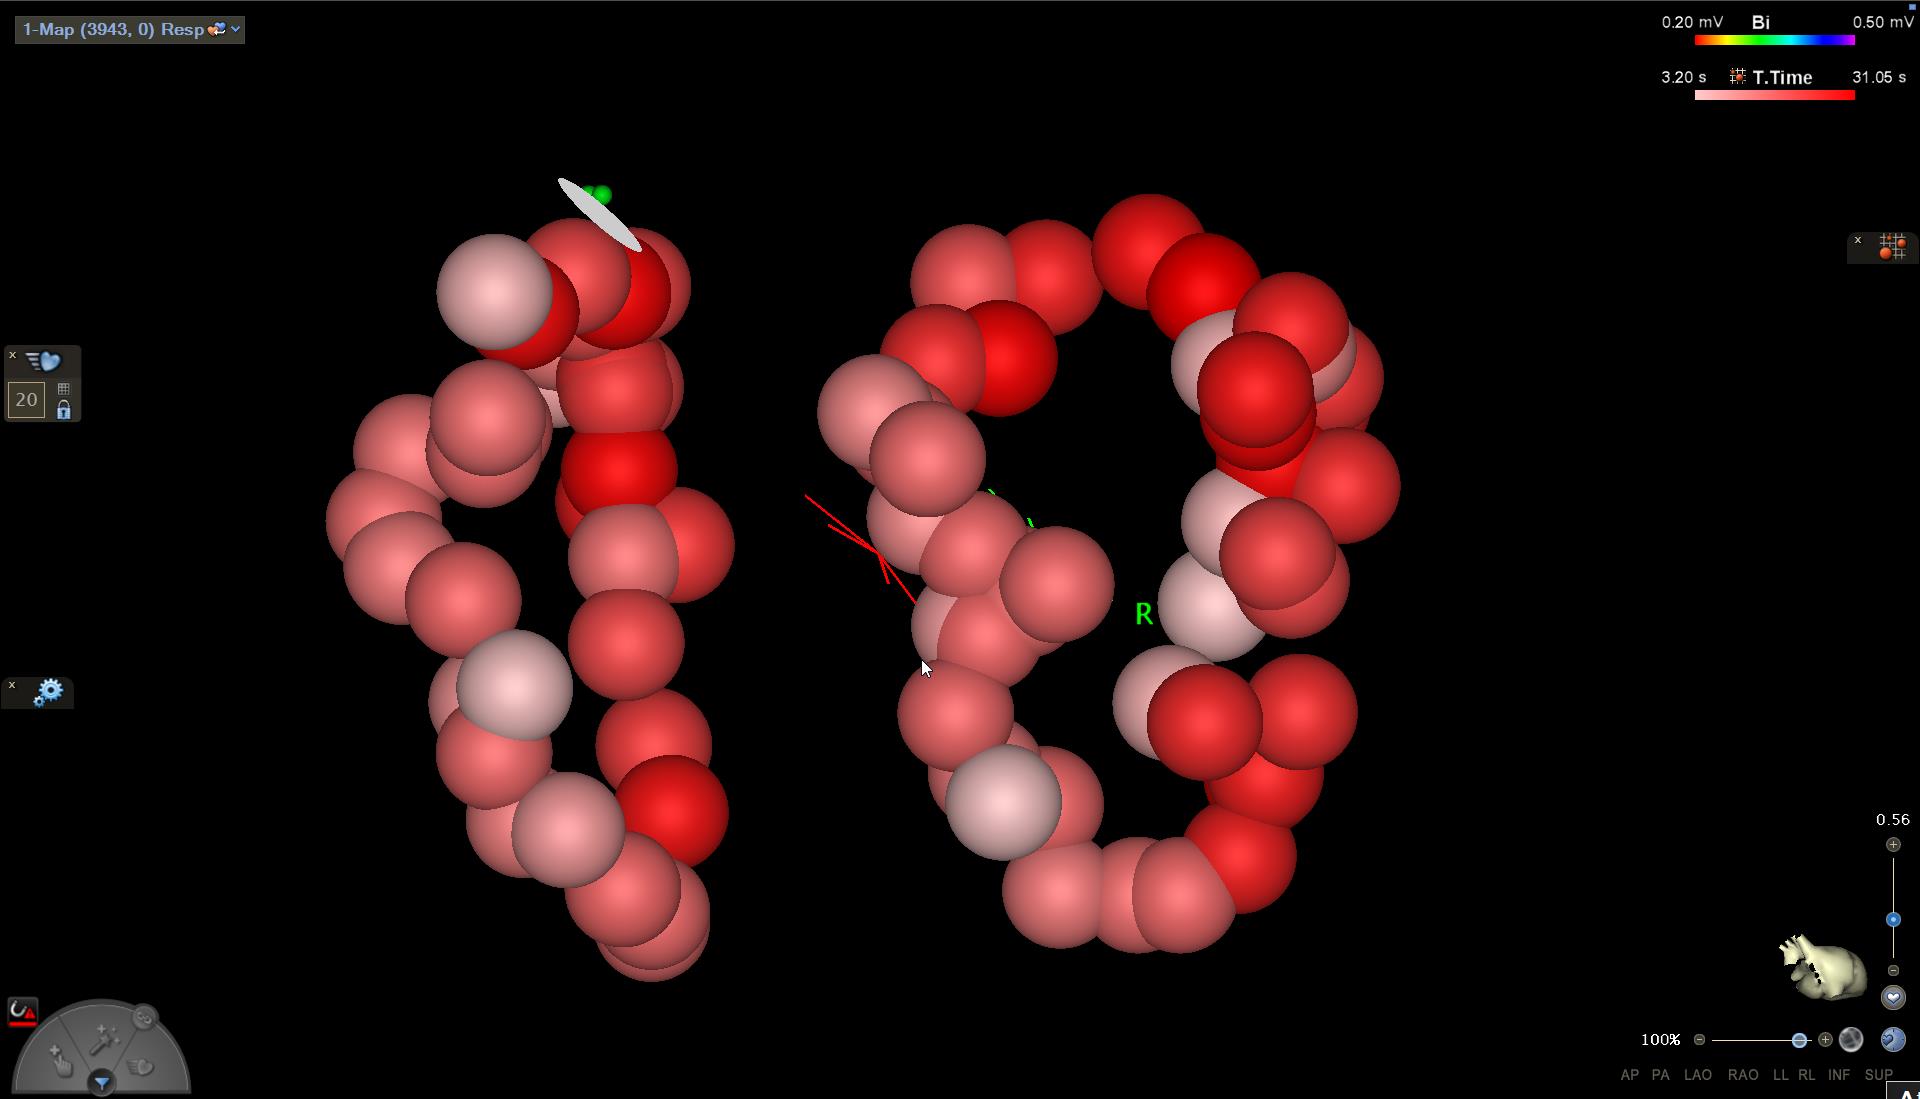 1-Map (3943, 0) Resp
0.20 mV Bi 0.50 mV
3.20 s T.Time 31.05 s
x
x
20
R
x
0.56
100%
AP PA LAO RAO LL RL INF SUP